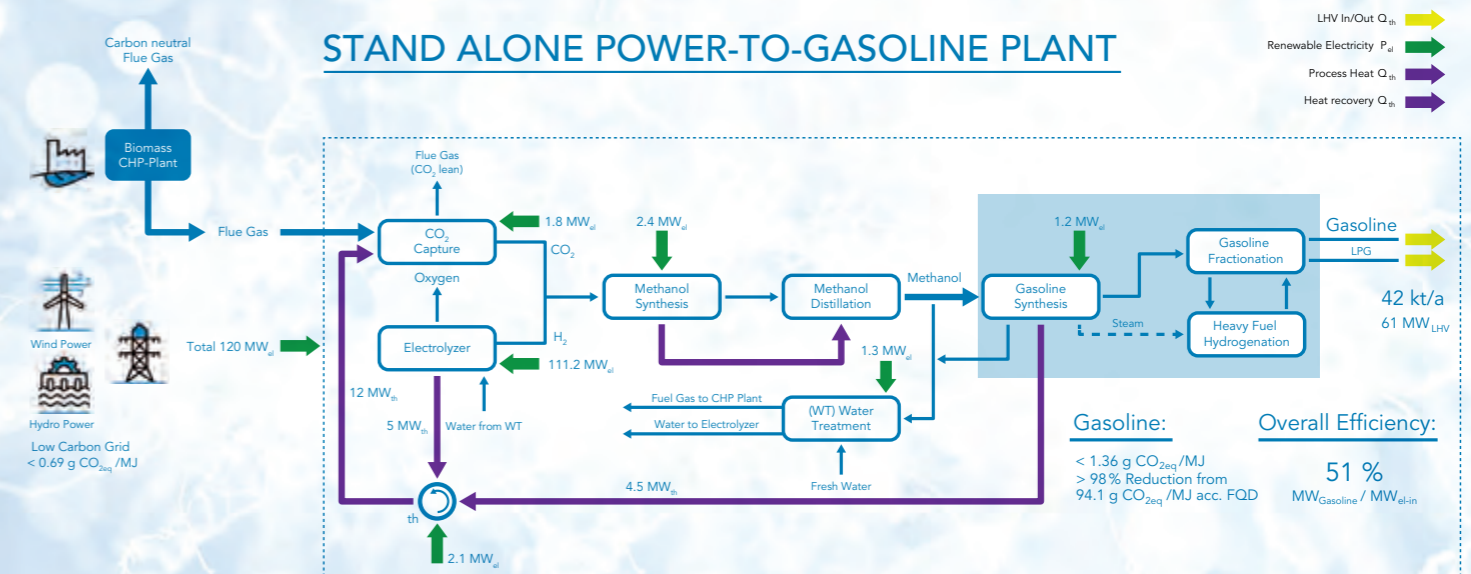 STAND ALONE POWER-TO-GASOLINE PLANT
LHV In/Out Q th
Renewable Electricity P el
Process Heat Q th
Heat recovery Q th
Carbon neutral
Flue Gas
Biomass
CHP-Plant
Flue Gas
Wind Power
Hydro Power
Low Carbon Grid
< 0.69 g CO2eq /MJ
Total 120 MWel
Flue Gas
(CO2 lean)
CO2
Capture
1.8 MWel
CO2
Oxygen
Electrolyzer
H2
111.2 MWel
12 MWth
5 MWth
Water from WT
th
2.1 MWel
4.5 MWth
2.4 MWel
Methanol
Synthesis
Methanol
Distillation
Methanol
1.3 MWel
Fuel Gas to CHP Plant
Water to Electrolyzer
(WT) Water
Treatment
Fresh Water
1.2 MWel
Gasoline
Synthesis
Steam
Gasoline
Fractionation
Heavy Fuel
Hydrogenation
Gasoline
LPG
42 kt/a
61 MW LHV
Gasoline:
< 1.36 g CO2eq /MJ
> 98% Reduction from
94.1 g CO2eq /MJ acc. FQD
Overall Efficiency:
51 %
MWGasoline / MWel-in